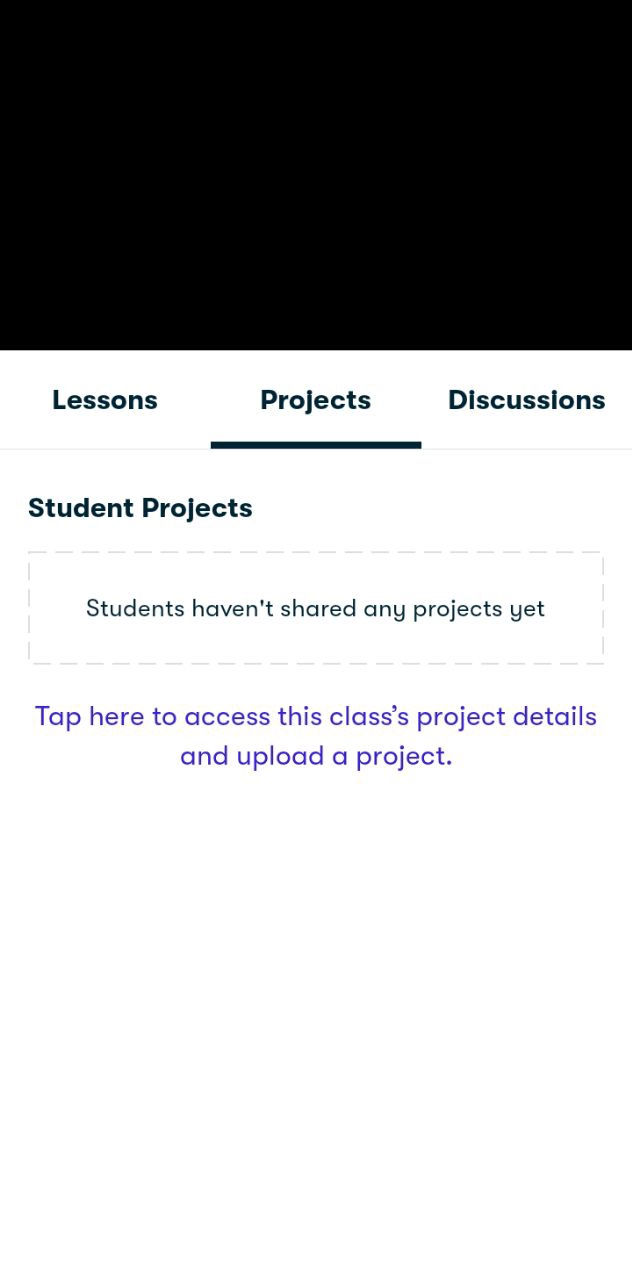 Lessons Projects Discussions
Student Projects
Students haven't shared any projects yet
Tap here to access this class’s project details
and upload a project.